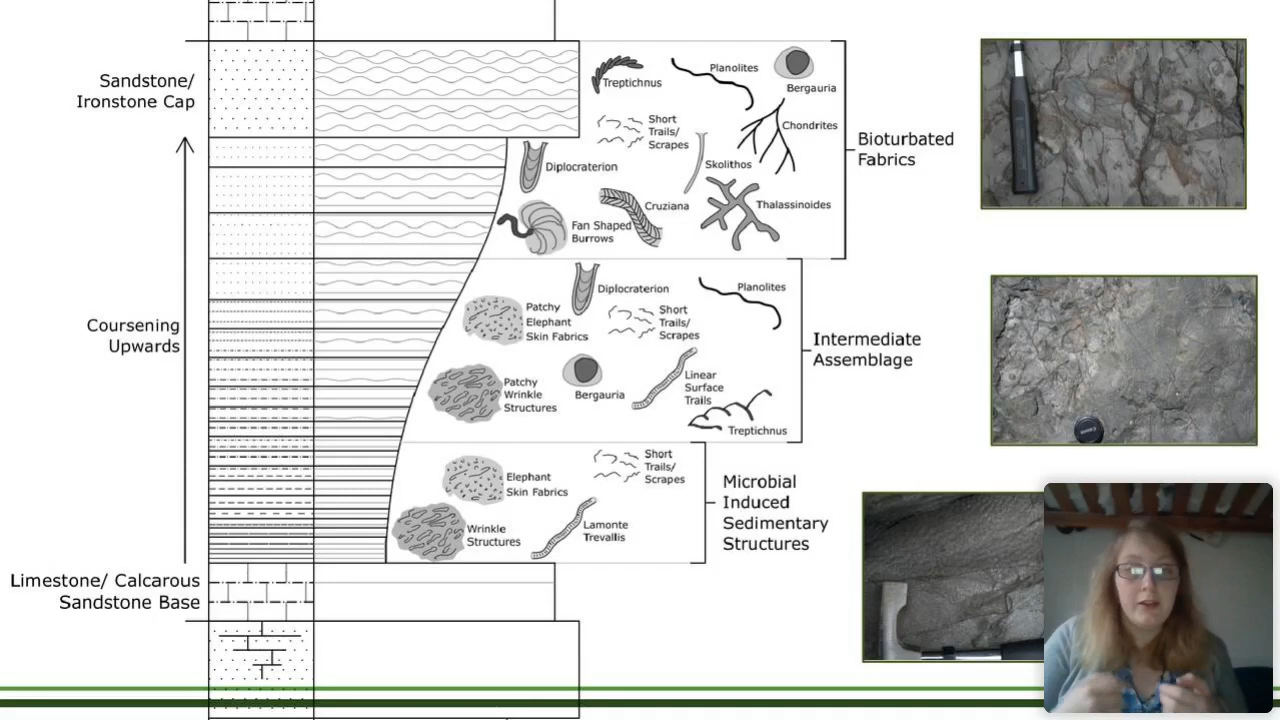 Sandstone/
Ironstone Cap
Coursening
Upwards
Limestone/ Calcarous
Sandstone Base
Treptichnus
Planolites
Bergauria
Short
Trails/
Scrapes
Chondrites
Diplocraterion
Skolithos
Cruziana
Thalassinoides
Fan Shaped
Burrows
Bioturbated
Fabrics
Diplocraterion
Planolites
Patchy
Elephant
Skin Fabrics
Short
Trails/
Scrapes
Patchy
Wrinkle
Structures
Bergauria
Linear
Surface
Trails
Treptichnus
Intermediate
Assemblage
Elephant
Skin Fabrics
Short
Trails/
Scrapes
Wrinkle
Structures
Lamonte
Trevallis
Microbial
Induced
Sedimentary
Structures